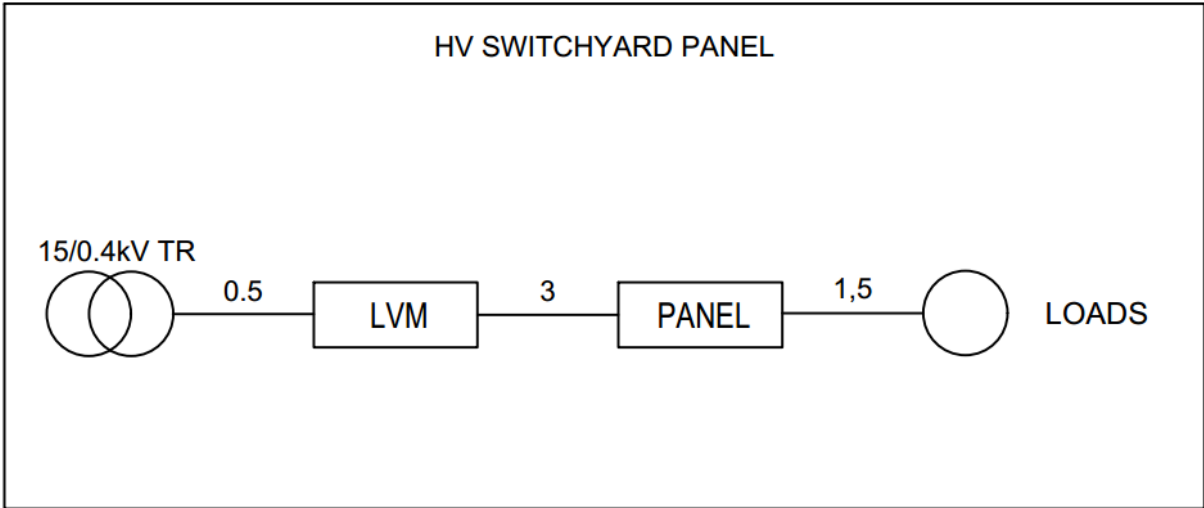 HV SWITCHYARD PANEL
15/0.4kV TR
0.5
LVM
3
PANEL
1,5
LOADS